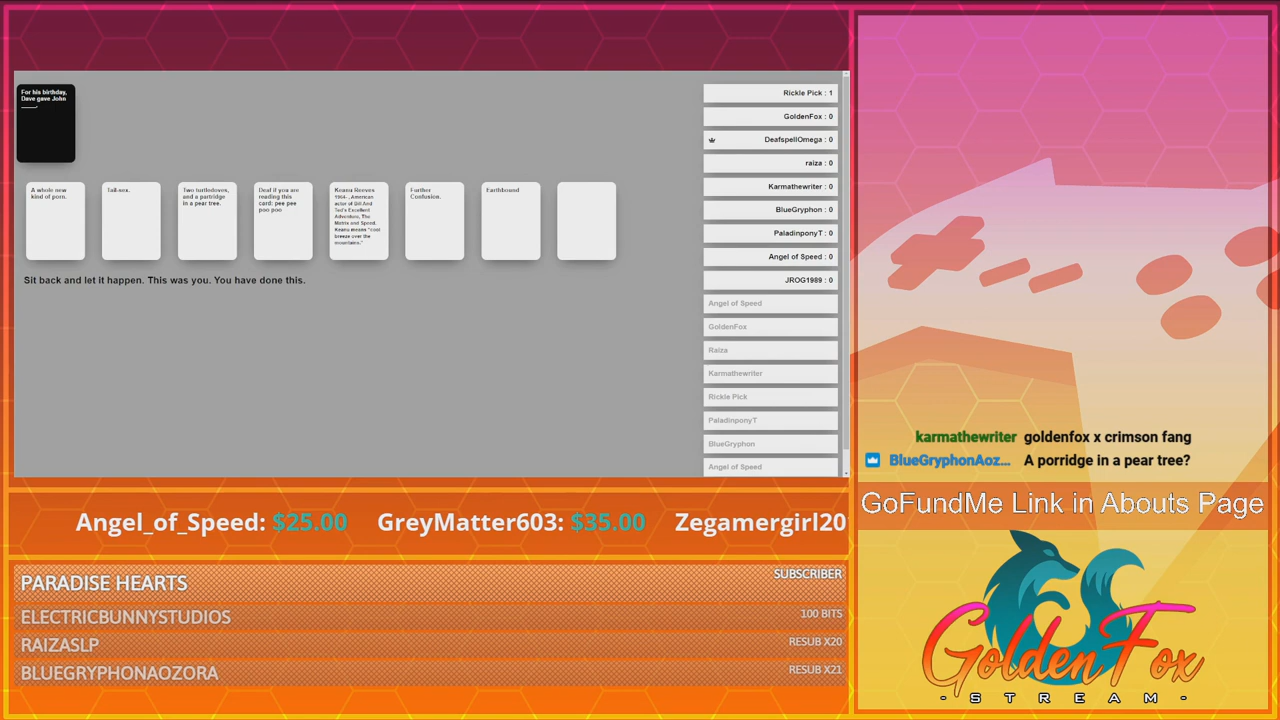 For his birthday,
Dave gave John
____.
A whole new
kind of porn.
Tail-sex.
Two turtledoves,
and a partridge
in a pear tree.
Deaf if you are
reading this
card: pee pee
poo poo
Keanu Reeves
1964- , American
actor of Bill And
Ted's Excellent
Adventure, The
Matrix and Speed.
Keanu means "cool
breeze over the
mountains."
Further
Confusion.
Earthbound
Sit back and let it happen. This was you. You have done this.
Rickle Pick : 1
GoldenFox : 0
DeafspellOmega : 0
raiza : 0
Karmathewriter : 0
BlueGryphon : 0
PaladinponyT : 0
Angel of Speed : 0
JROG1989 : 0
Angel of Speed
GoldenFox
Raiza
Karmathewriter
Rickle Pick
PaladinponyT
BlueGryphon
Angel of Speed
karmathewriter goldenfox x crimson fang
BlueGryphonAoz... A porridge in a pear tree?
GoFundMe Link in Abouts Page
Angel_of_Speed: $25.00 GreyMatter603: $35.00 Zegamergirl20
PARADISE HEARTS SUBSCRIBER
ELECTRICBUNNYSTUDIOS 100 BITS
RAIZASLP RESUB X20
BLUEGRYPHONAOZORA RESUB X21
GoldenFox
- STREAM -